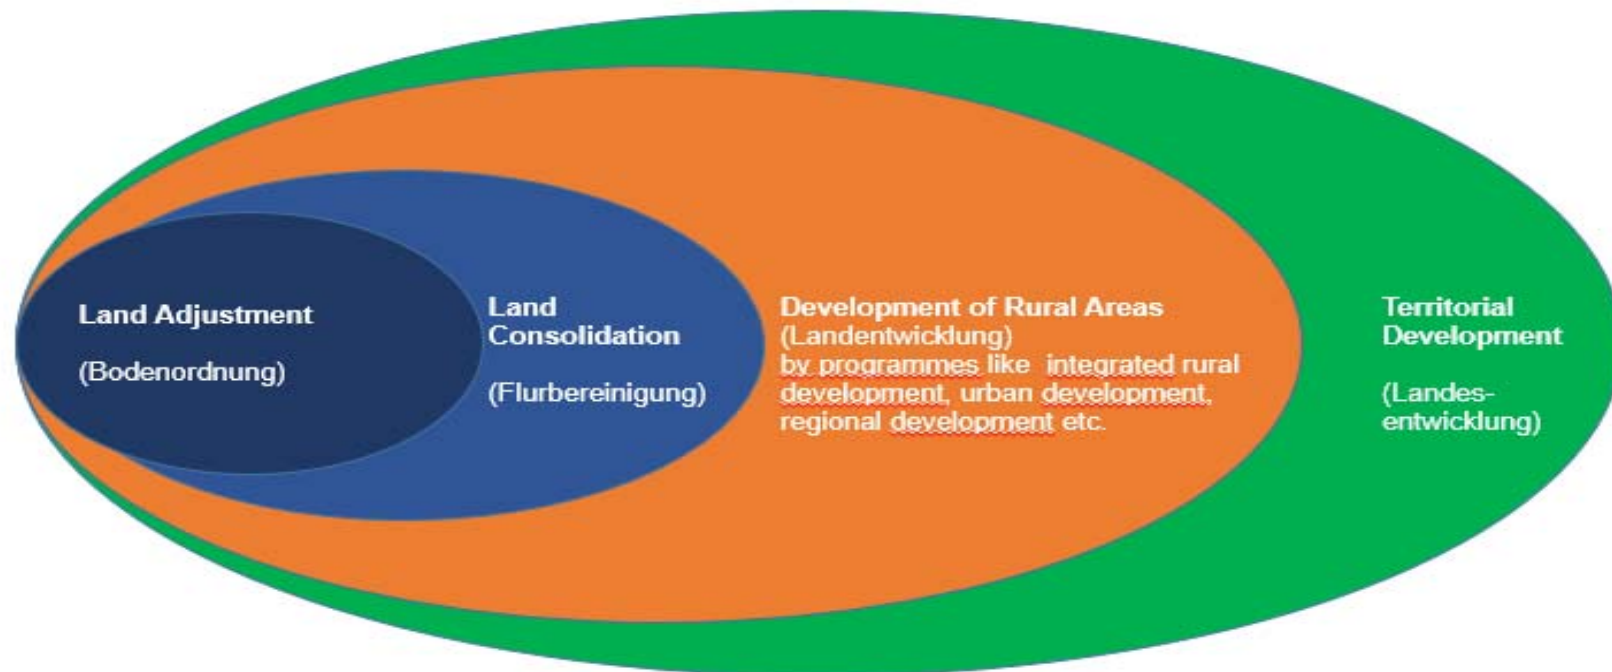 Land Adjustment
(Bodenordnung)
Land
Consolidation
(Flurbereinigung)
Development of Rural Areas
(Landentwicklung)
by programmes like  integrated rural
development, urban development,
regional development etc.
Territorial
Development
(Landes-
entwicklung)